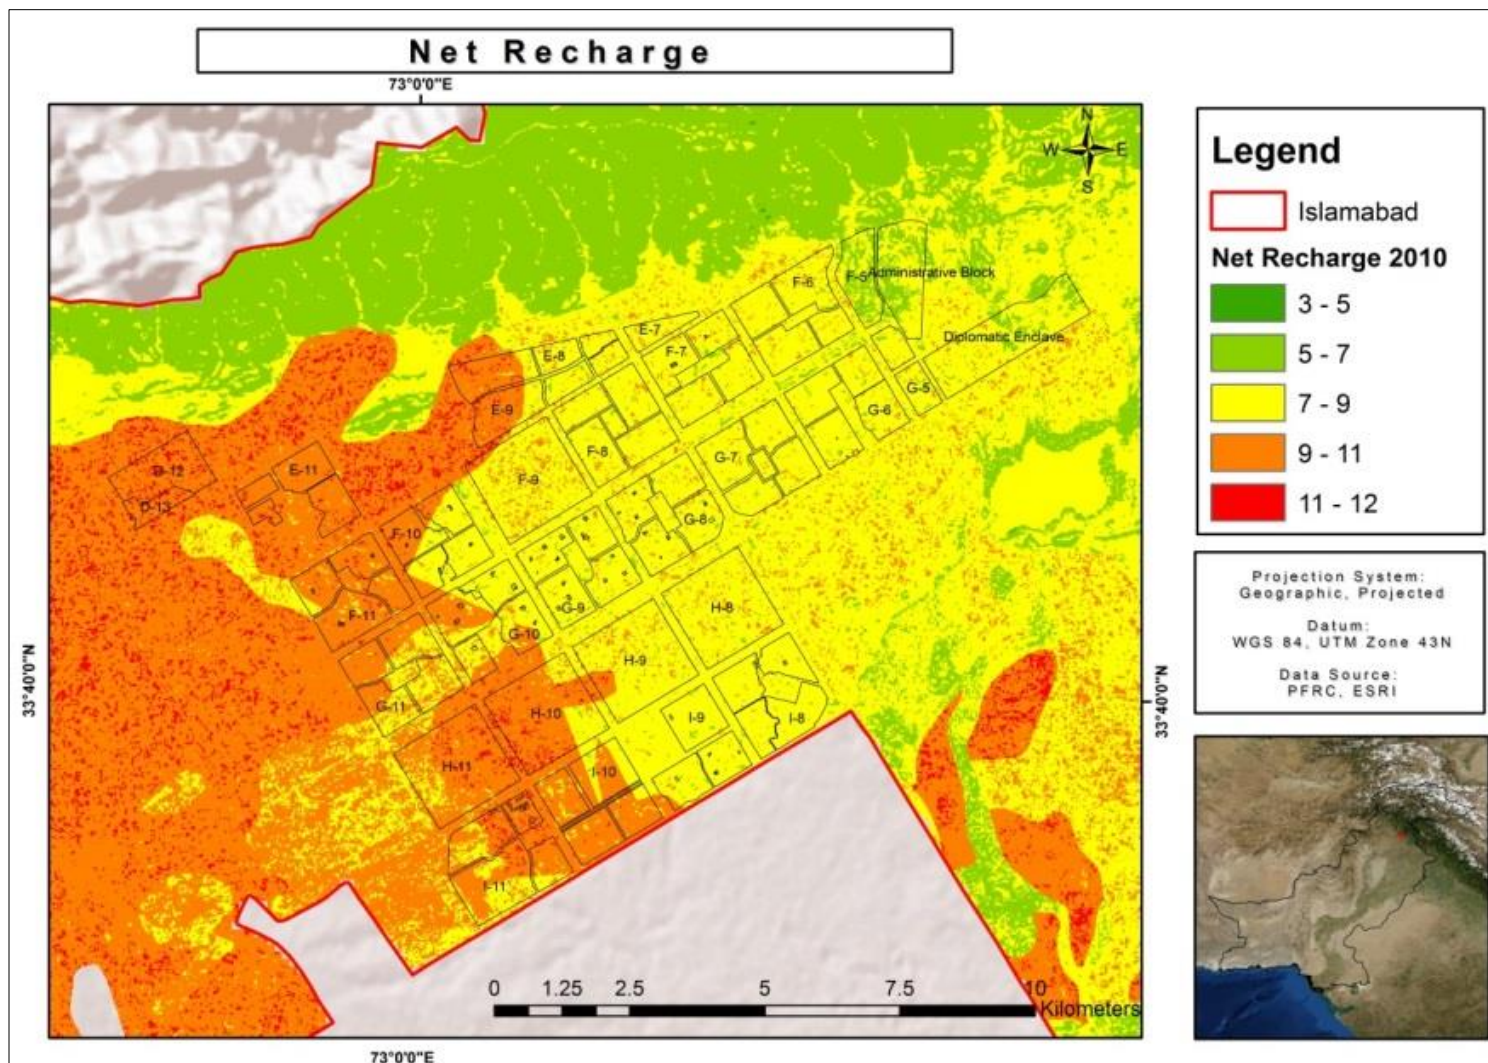 Net Recharge
73°0'0"E
N
W E
S
Legend
Islamabad
Net Recharge 2010
3 - 5
5 - 7
7 - 9
9 - 11
11 - 12
Projection System:
Geographic, Projected
Datum:
WGS 84, UTM Zone 43N
Data Source:
PFRC, ESRI
F-5
Administrative Block
F-6
E-7
Diplomatic Enclave
E-8
F-7
G-5
E-9
G-6
F-8
G-7
D-12
E-11
F-9
D-13
G-8
F-10
G-9
H-8
F-11
G-10
H-9
33°40'0"N
33°40'0"N
G-11
H-10
I-9
I-8
H-11
I-10
I-11
0 1.25 2.5 5 7.5 10
Kilometers
73°0'0"E